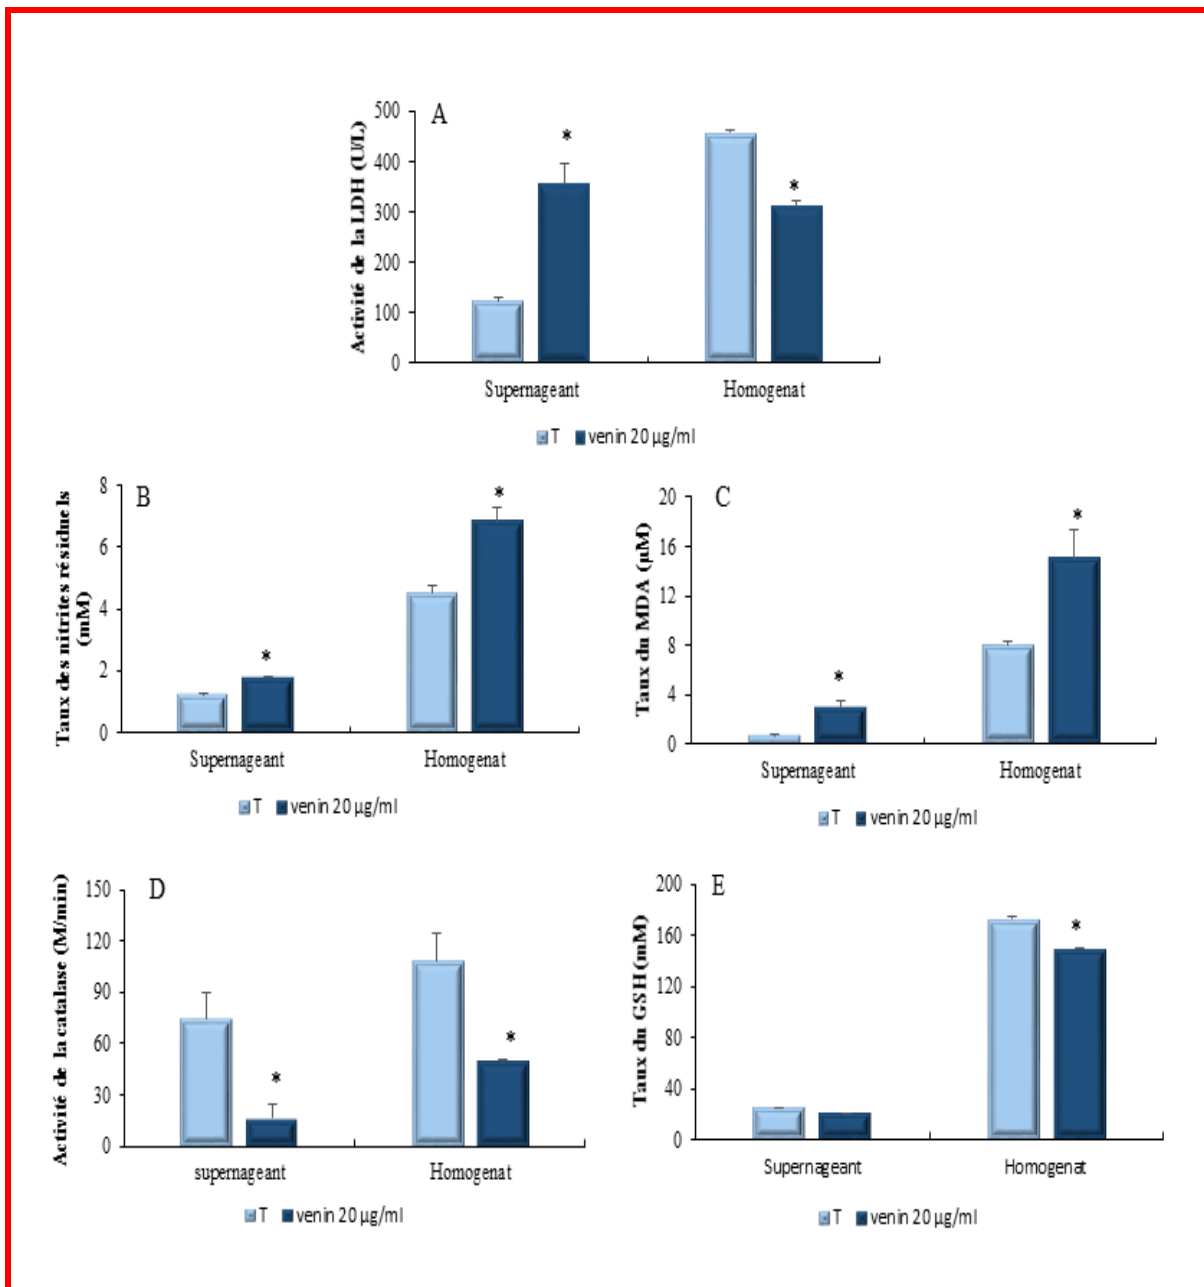 A
Activité de la LDH (U/L)
500
400
300
200
100
0
*
*
Supernageant Homogenat
T venin 20 µg/ml
B
Taux des nitrites résiduels
(mM)
8
6
4
2
0
*
*
Supernageant Homogenat
T venin 20 µg/ml
C
Taux du MDA (µM)
20
16
12
8
4
0
*
*
Supernageant Homogenat
T venin 20 µg/ml
D
Activité de la catalase (M/min)
150
120
90
60
30
0
*
*
supernageant Homogenat
T venin 20 µg/ml
E
Taux du GSH (mM)
200
160
120
80
40
0
*
Supernageant Homogenat
T venin 20 µg/ml